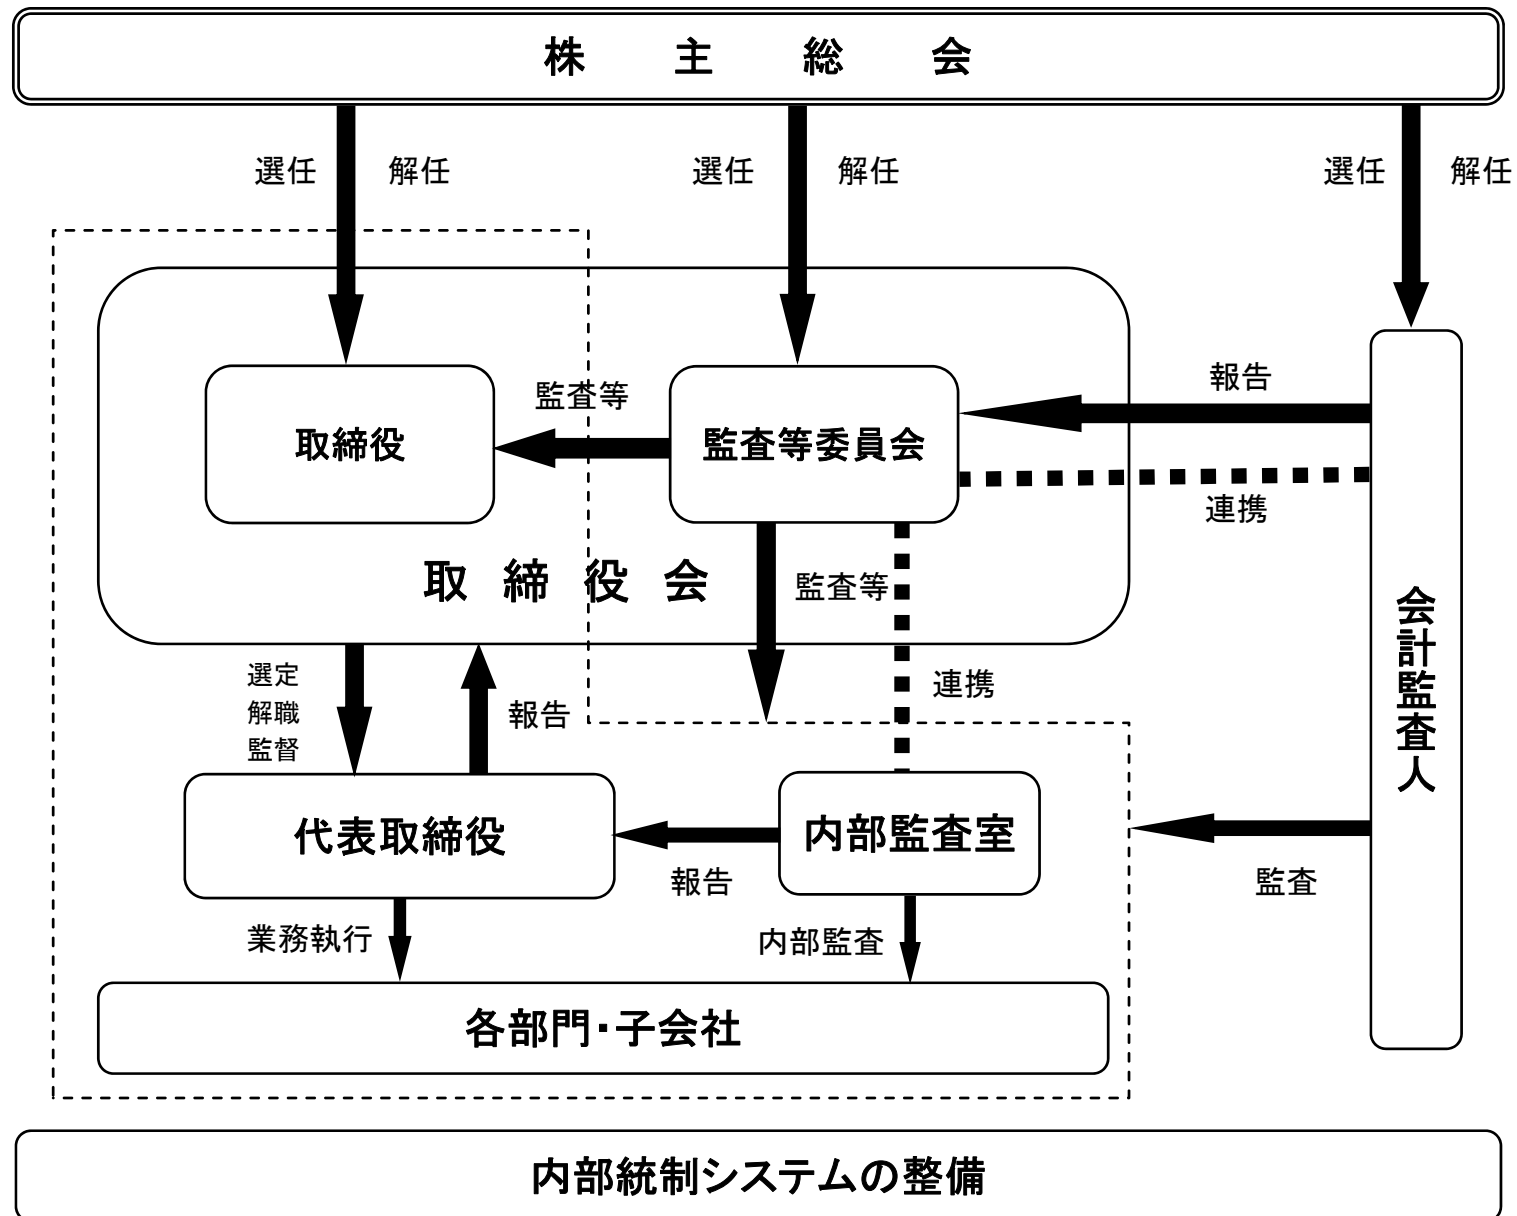 株主総会
選任 解任
選任 解任
選任 解任
報告
監査等
取締役
監査等委員会
連携
取締役会
監査等
会計監査人
選定
解職
監督
報告
連携
代表取締役
内部監査室
報告
監査
業務執行
内部監査
各部門・子会社
内部統制システムの整備